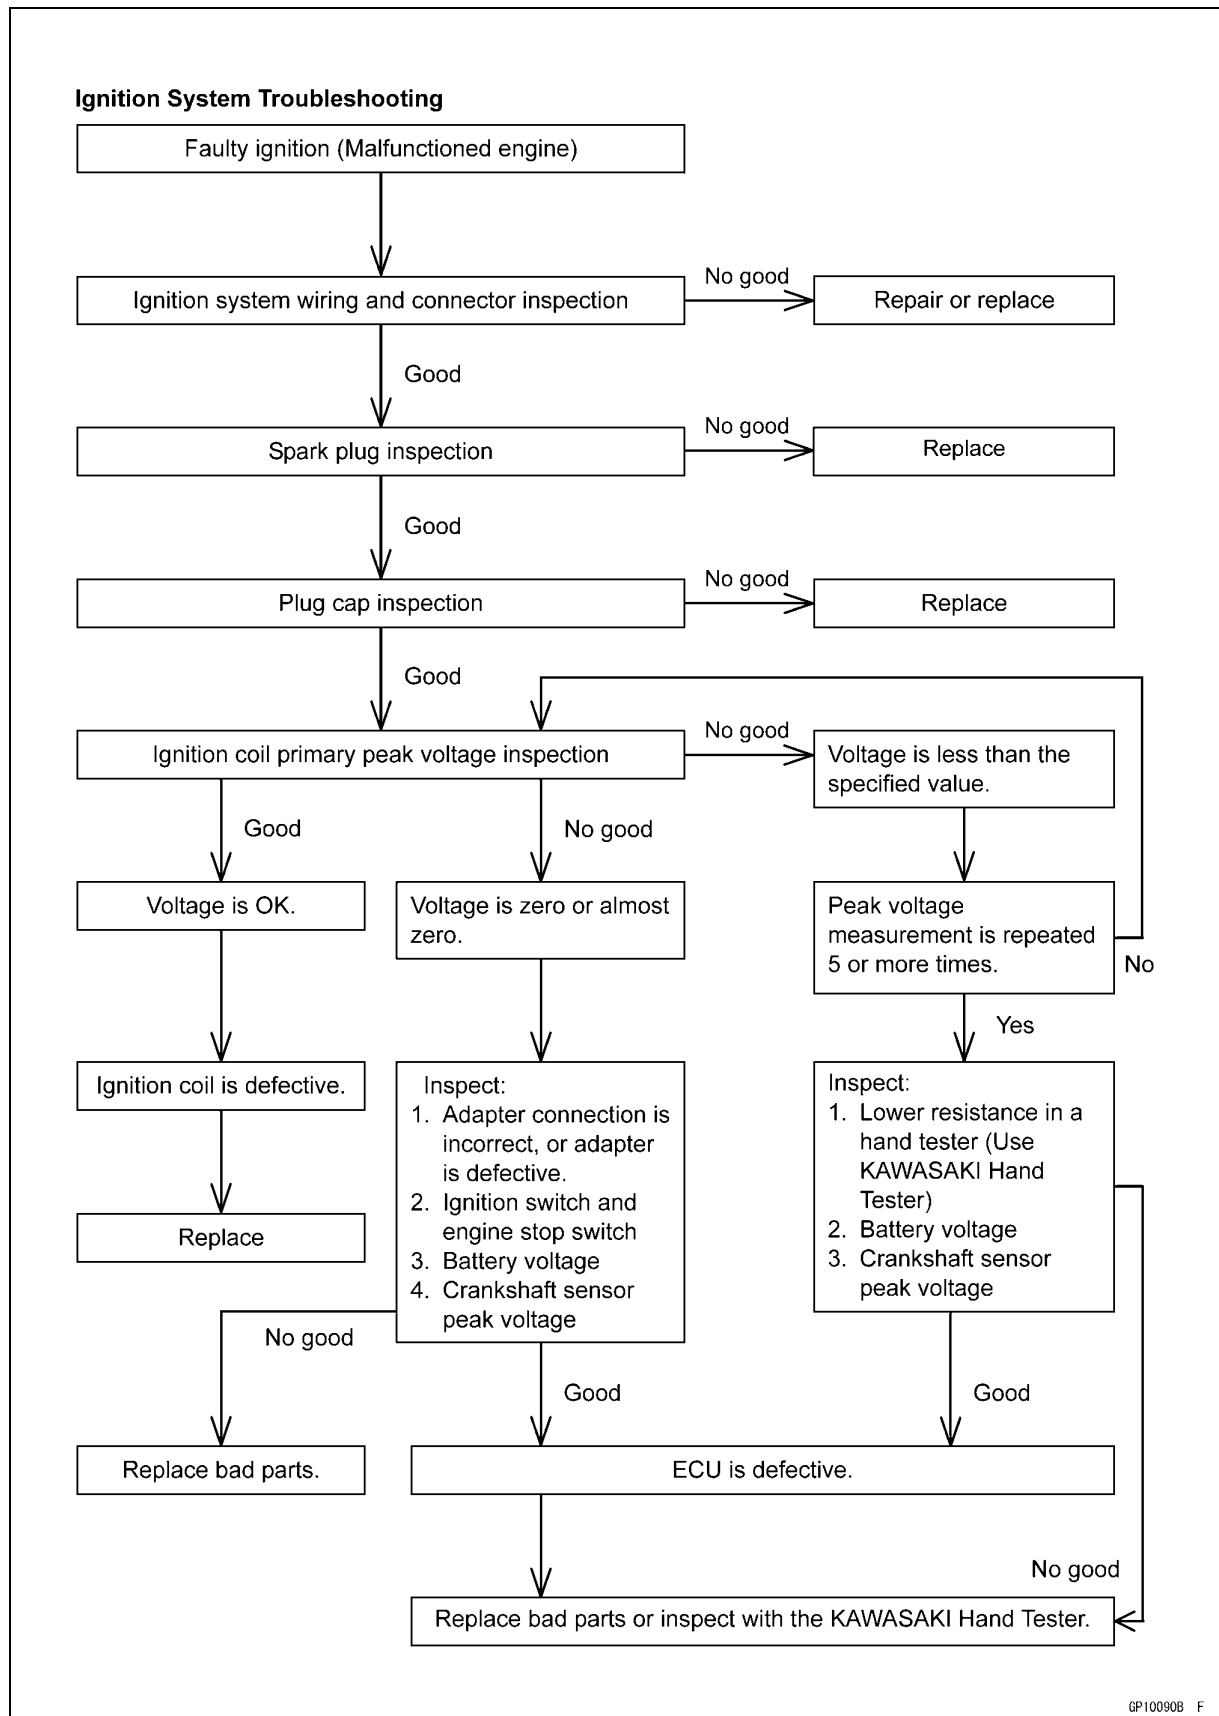 Ignition System Troubleshooting
Faulty ignition (Malfunctioned engine)
Ignition system wiring and connector inspection
No good
Repair or replace
Good
Spark plug inspection
No good
Replace
Good
Plug cap inspection
No good
Replace
Good
Ignition coil primary peak voltage inspection
No good
Voltage is less than the
specified value.
Good
No good
Voltage is OK.
Voltage is zero or almost
zero.
Peak voltage
measurement is repeated
5 or more times.
No
Yes
Ignition coil is defective.
Replace
Inspect:
1. Adapter connection is
incorrect, or adapter
is defective.
2. Ignition switch and
engine stop switch
3. Battery voltage
4. Crankshaft sensor
peak voltage
Inspect:
1. Lower resistance in a
hand tester (Use
KAWASAKI Hand
Tester)
2. Battery voltage
3. Crankshaft sensor
peak voltage
No good
Good
Good
Replace bad parts.
ECU is defective.
No good
Replace bad parts or inspect with the KAWASAKI Hand Tester.
GP10090B F